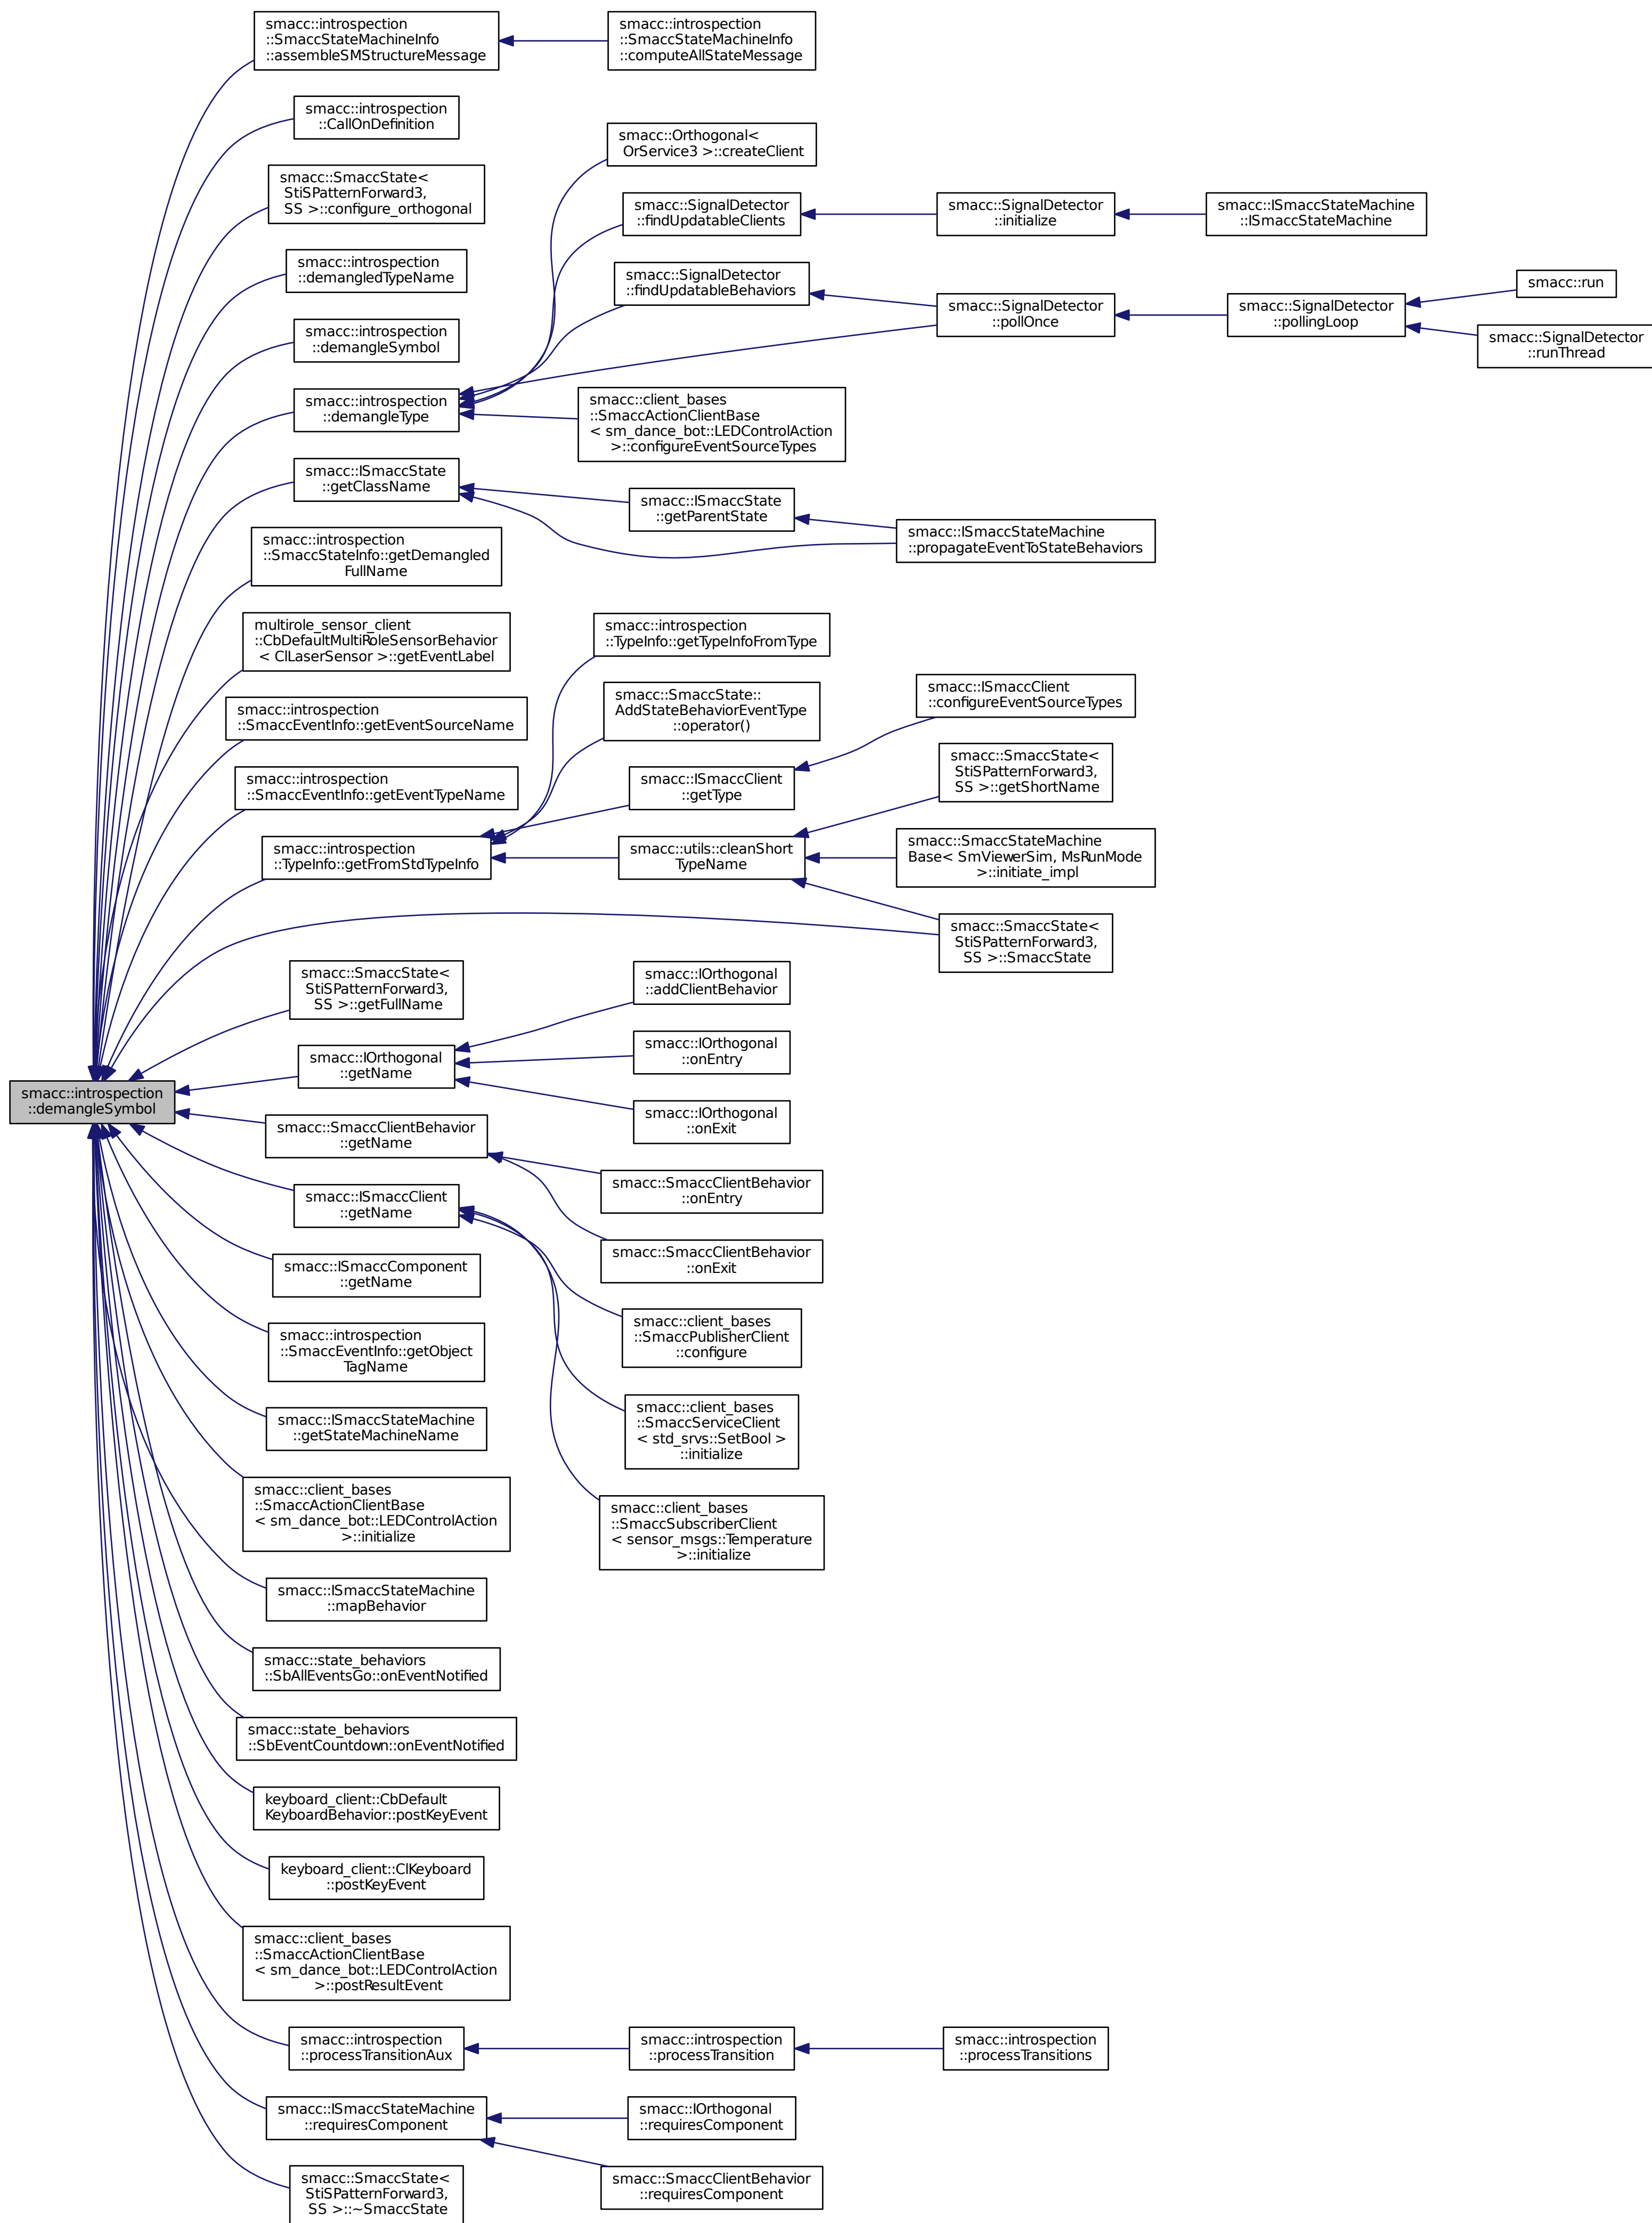 smacc::introspection
::SmaccStateMachineInfo
::assembleSMStructureMessage
smacc::introspection
::SmaccStateMachineInfo
::computeAllStateMessage
smacc::introspection
::CallOnDefinition
smacc::Orthogonal<
OrService3 >::createClient
smacc::SmaccState<
StiSPatternForward3,
SS >::configure_orthogonal
smacc::SignalDetector
::findUpdatableClients
smacc::SignalDetector
::initialize
smacc::ISmaccStateMachine
::ISmaccStateMachine
smacc::introspection
::demangledTypeName
smacc::SignalDetector
::findUpdatableBehaviors
smacc::run
smacc::SignalDetector
::pollOnce
smacc::SignalDetector
::pollingLoop
smacc::SignalDetector
::runThread
smacc::introspection
::demangleSymbol
smacc::introspection
::demangleType
smacc::client_bases
::SmaccActionClientBase
< sm_dance_bot::LEDControlAction
>::configureEventSourceTypes
smacc::ISmaccState
::getClassName
smacc::ISmaccState
::getParentState
smacc::ISmaccStateMachine
::propagateEventToStateBehaviors
smacc::introspection
::SmaccStateInfo::getDemangled
FullName
multirole_sensor_client
::CbDefaultMultiRoleSensorBehavior
< ClLaserSensor >::getEventLabel
smacc::introspection
::TypeInfo::getTypeInfoFromType
smacc::introspection
::SmaccEventInfo::getEventSourceName
smacc::SmaccState::
AddStateBehaviorEventType
::operator()
smacc::ISmaccClient
::configureEventSourceTypes
smacc::introspection
::SmaccEventInfo::getEventTypeName
smacc::ISmaccClient
::getType
smacc::SmaccState<
StiSPatternForward3,
SS >::getShortName
smacc::introspection
::TypeInfo::getFromStdTypeInfo
smacc::utils::cleanShort
TypeName
smacc::SmaccStateMachine
Base< SmViewerSim, MsRunMode
>::initiate_impl
smacc::SmaccState<
StiSPatternForward3,
SS >::SmaccState
smacc::SmaccState<
StiSPatternForward3,
SS >::getFullName
smacc::IOrthogonal
::addClientBehavior
smacc::IOrthogonal
::getName
smacc::IOrthogonal
::onEntry
smacc::introspection
::demangleSymbol
smacc::IOrthogonal
::onExit
smacc::SmaccClientBehavior
::getName
smacc::SmaccClientBehavior
::onEntry
smacc::ISmaccClient
::getName
smacc::SmaccClientBehavior
::onExit
smacc::ISmaccComponent
::getName
smacc::client_bases
::SmaccPublisherClient
::configure
smacc::introspection
::SmaccEventInfo::getObject
TagName
smacc::ISmaccStateMachine
::getStateMachineName
smacc::client_bases
::SmaccServiceClient
< std_srvs::SetBool >
::initialize
smacc::client_bases
::SmaccActionClientBase
< sm_dance_bot::LEDControlAction
>::initialize
smacc::client_bases
::SmaccSubscriberClient
< sensor_msgs::Temperature
>::initialize
smacc::ISmaccStateMachine
::mapBehavior
smacc::state_behaviors
::SbAllEventsGo::onEventNotified
smacc::state_behaviors
::SbEventCountdown::onEventNotified
keyboard_client::CbDefault
KeyboardBehavior::postKeyEvent
keyboard_client::ClKeyboard
::postKeyEvent
smacc::client_bases
::SmaccActionClientBase
< sm_dance_bot::LEDControlAction
>::postResultEvent
smacc::introspection
::processTransitionAux
smacc::introspection
::processTransition
smacc::introspection
::processTransitions
smacc::ISmaccStateMachine
::requiresComponent
smacc::IOrthogonal
::requiresComponent
smacc::SmaccClientBehavior
::requiresComponent
smacc::SmaccState<
StiSPatternForward3,
SS >::~SmaccState